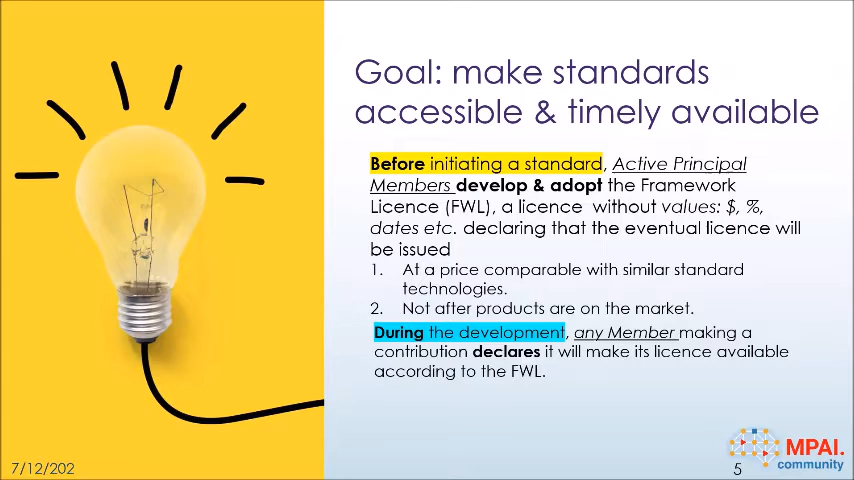 Goal: make standards
accessible & timely available
Before initiating a standard, Active Principal
Members develop & adopt the Framework
Licence (FWL), a licence without values: $, %,
dates etc. declaring that the eventual licence will
be issued
1. At a price comparable with similar standard
technologies.
2. Not after products are on the market.
During the development, any Member making a
contribution declares it will make its licence available
according to the FWL.
MPAI.
community
7/12/202
5